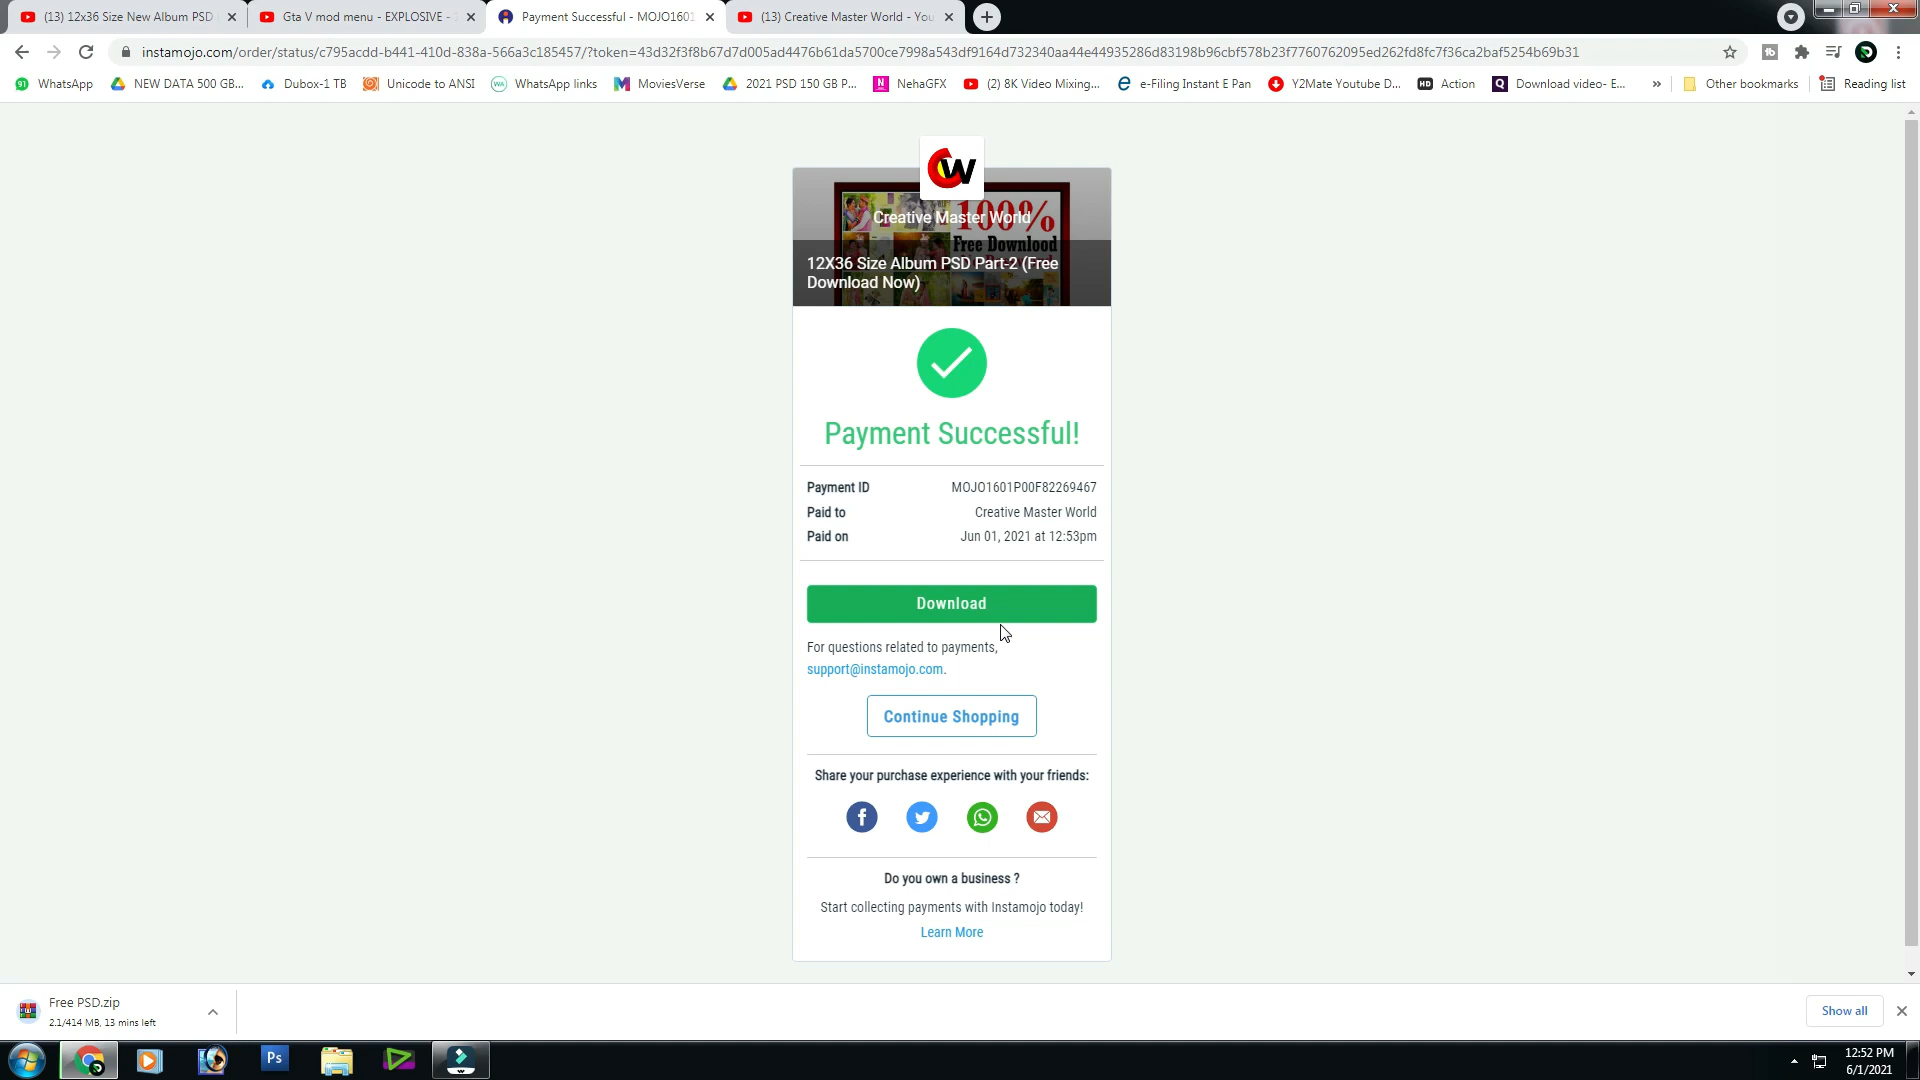 (13) 12x36 Size New Album PSD
Gta V mod menu - EXPLOSIVE -
Payment Successful - MOJO1601
(13) Creative Master World - You
instamojo.com/order/status/c795acdd-b441-410d-838a-566a3c185457/?token=43d32f3f8b67d7d005ad4476b61da5700ce7998a543df9164d732340aa44e44935286d83198b96cbf578b23f7760762095ed262fd8fc7f36ca2baf5254b69b31
WhatsApp
NEW DATA 500 GB...
Dubox-1 TB
Unicode to ANSI
WhatsApp links
MoviesVerse
2021 PSD 150 GB P...
NehaGFX
(2) 8K Video Mixing...
e-Filing Instant E Pan
Y2Mate Youtube D...
Action
Download video- E...
»
Other bookmarks
Reading list
CW
100%
Creative Master World
Free Download
12X36 Size Album PSD Part-2 (Free
Download Now)
Payment Successful!
Payment ID MOJO1601P00F82269467
Paid to Creative Master World
Paid on Jun 01, 2021 at 12:53pm
Download
For questions related to payments,
support@instamojo.com.
Continue Shopping
Share your purchase experience with your friends:
Do you own a business ?
Start collecting payments with Instamojo today!
Learn More
Free PSD.zip
2.1/414 MB, 13 mins left
Show all
Ps
12:52 PM
6/1/2021